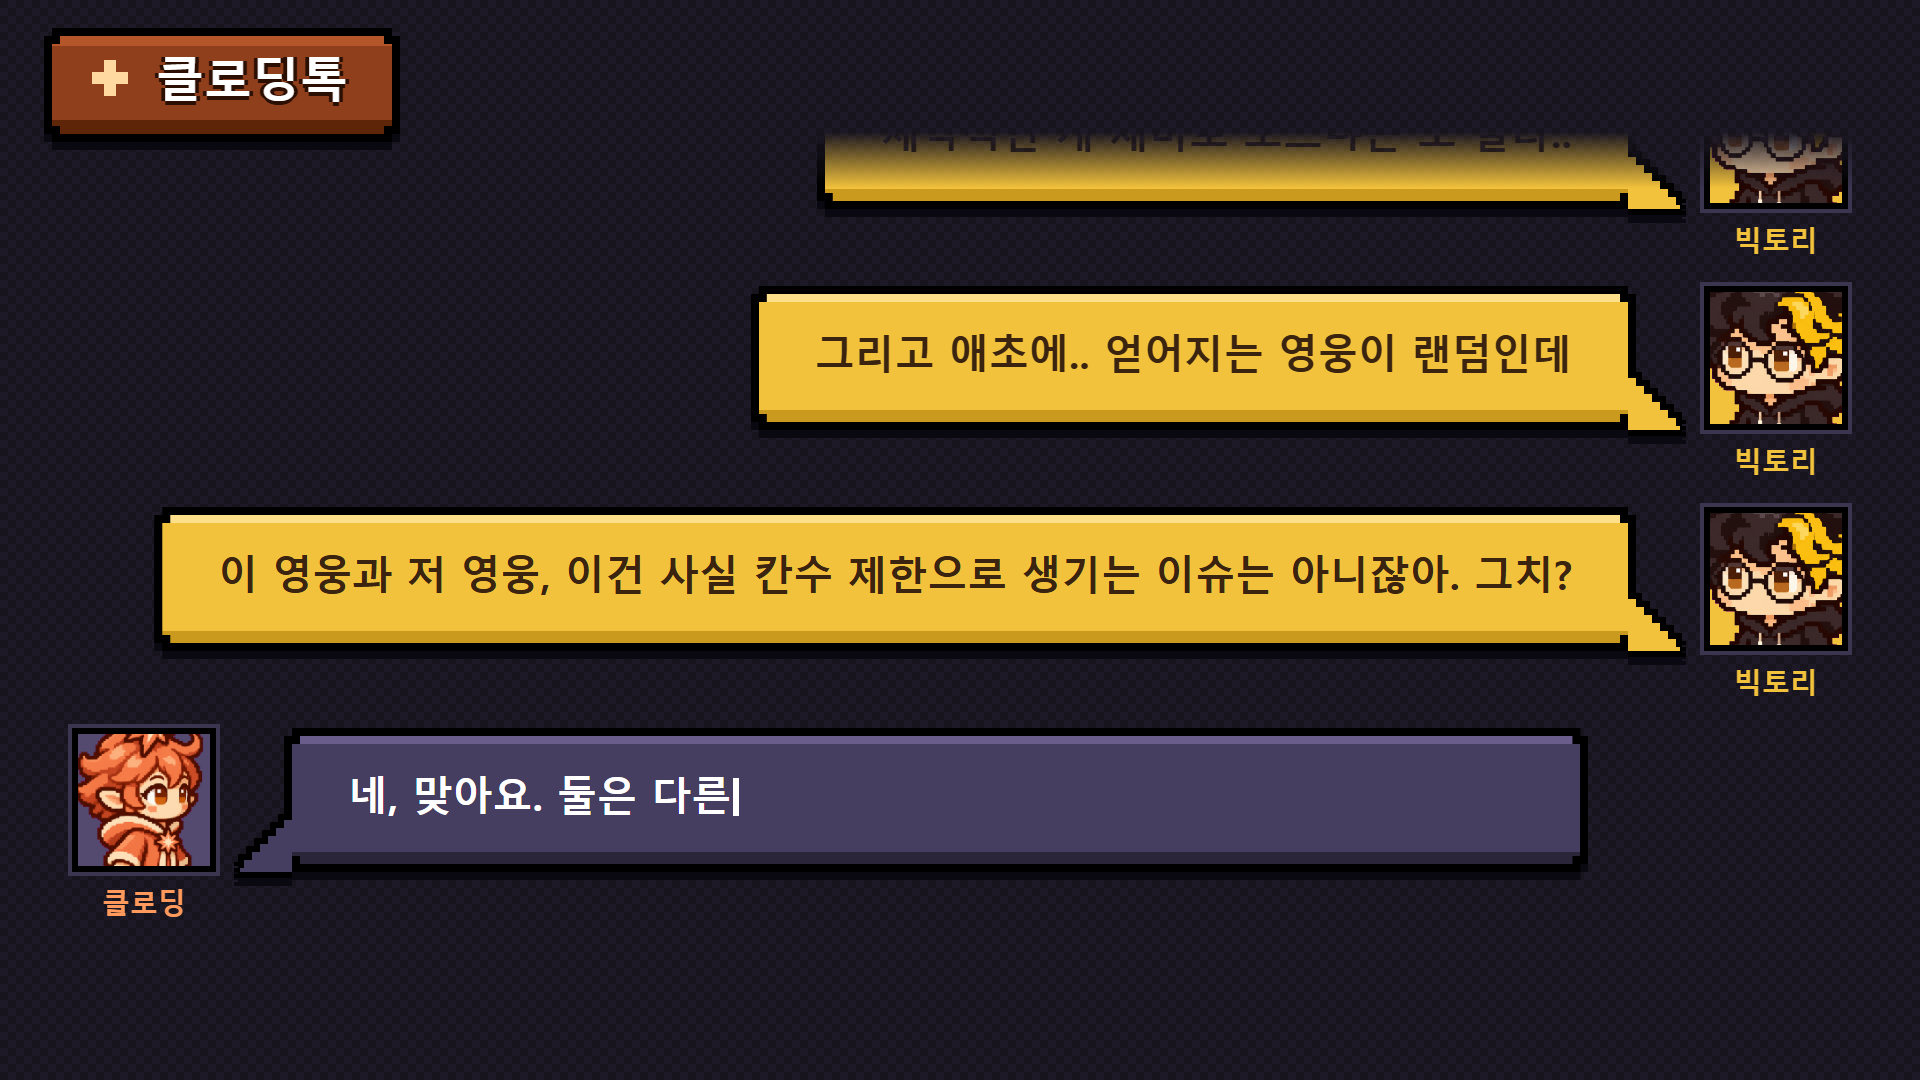 클로딩톡
빅토리
그리고 애초에.. 얻어지는 영웅이 랜덤인데
빅토리
이 영웅과 저 영웅, 이건 사실 칸수 제한으로 생기는 이슈는 아니잖아. 그치?
빅토리
네, 맞아요. 둘은 다른
클로딩